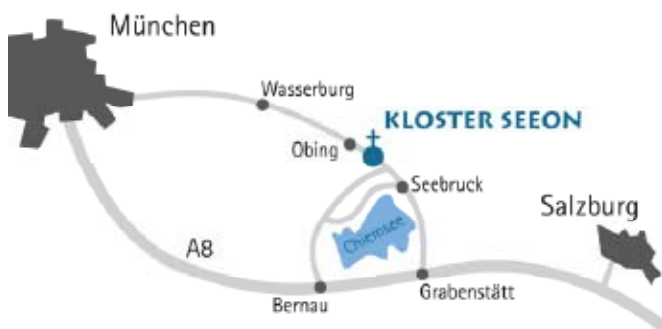 München
Wasserburg
KLOSTER SEEON
Obing
Seebruck
Salzburg
Chiemsee
A8
Bernau
Grabenstätt